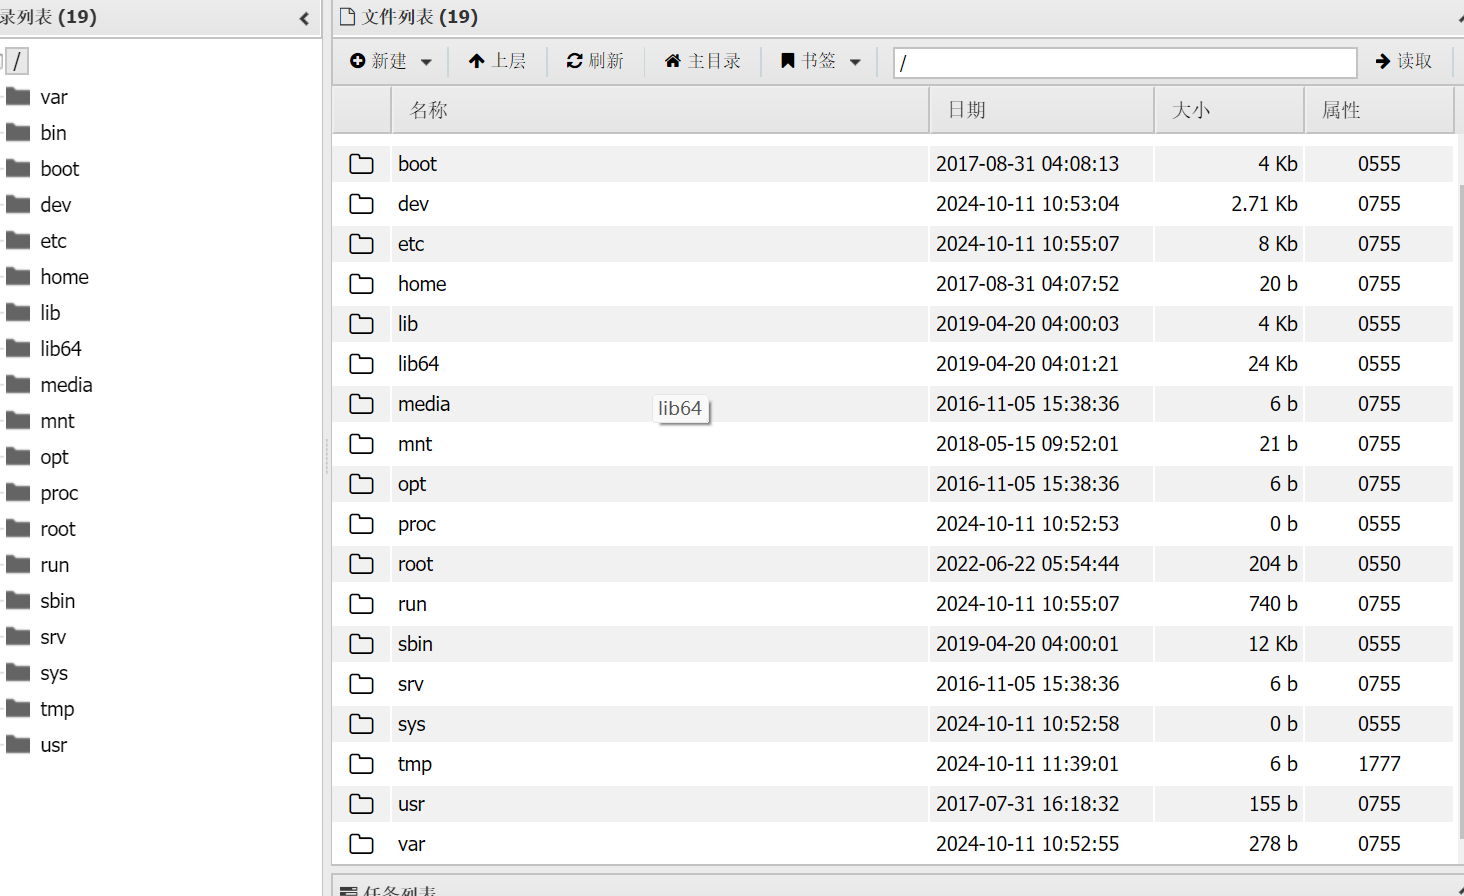 录列表 (19)
/
var
bin
boot
dev
etc
home
lib
lib64
media
mnt
opt
proc
root
run
sbin
srv
sys
tmp
usr
文件列表 (19)
新建 上层 刷新 主目录 书签 / 读取
名称 日期 大小 属性
boot 2017-08-31 04:08:13 4 Kb 0555
dev 2024-10-11 10:53:04 2.71 Kb 0755
etc 2024-10-11 10:55:07 8 Kb 0755
home 2017-08-31 04:07:52 20 b 0755
lib 2019-04-20 04:00:03 4 Kb 0555
lib64 2019-04-20 04:01:21 24 Kb 0555
media 2016-11-05 15:38:36 6 b 0755
lib64
mnt 2018-05-15 09:52:01 21 b 0755
opt 2016-11-05 15:38:36 6 b 0755
proc 2024-10-11 10:52:53 0 b 0555
root 2022-06-22 05:54:44 204 b 0550
run 2024-10-11 10:55:07 740 b 0755
sbin 2019-04-20 04:00:01 12 Kb 0555
srv 2016-11-05 15:38:36 6 b 0755
sys 2024-10-11 10:52:58 0 b 0555
tmp 2024-10-11 11:39:01 6 b 1777
usr 2017-07-31 16:18:32 155 b 0755
var 2024-10-11 10:52:55 278 b 0755
任务列表